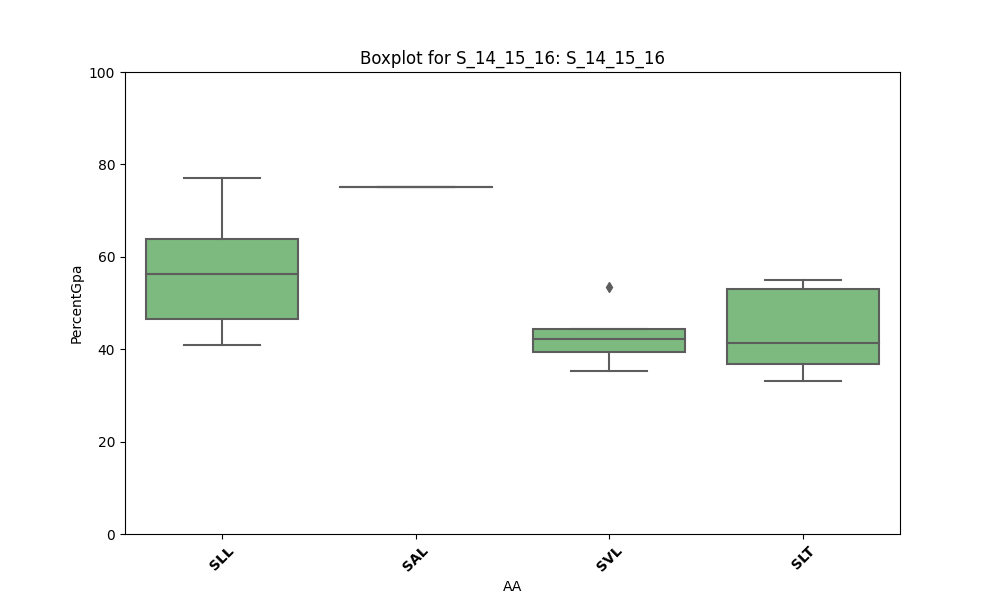 Boxplot for S_14_15_16: S_14_15_16
100
80
60
40
20
0
PercentGpa
SLL
SAL
SVL
SLT
AA